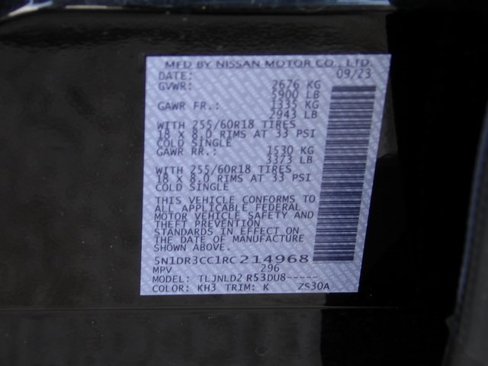 MFD BY NISSAN MOTOR CO., LTD.
DATE: 09/23
GVWR: 2676 KG
5900 LB
GAWR FR.: 1335 KG
2943 LB
WITH 255/60R18 TIRES
18 X 8.0 RIMS AT 33 PSI
COLD SINGLE
GAWR RR.: 1530 KG
3373 LB
WITH 255/60R18 TIRES
18 X 8.0 RIMS AT 33 PSI
COLD SINGLE
THIS VEHICLE CONFORMS TO
ALL APPLICABLE FEDERAL
MOTOR VEHICLE SAFETY AND
THEFT PREVENTION
STANDARDS IN EFFECT ON
THE DATE OF MANUFACTURE
SHOWN ABOVE.
5N1DR3CC1RC214968
MPV 296
MODEL: TLJNLD2 R53DU8-----
COLOR: KH3 TRIM: K ZS30A